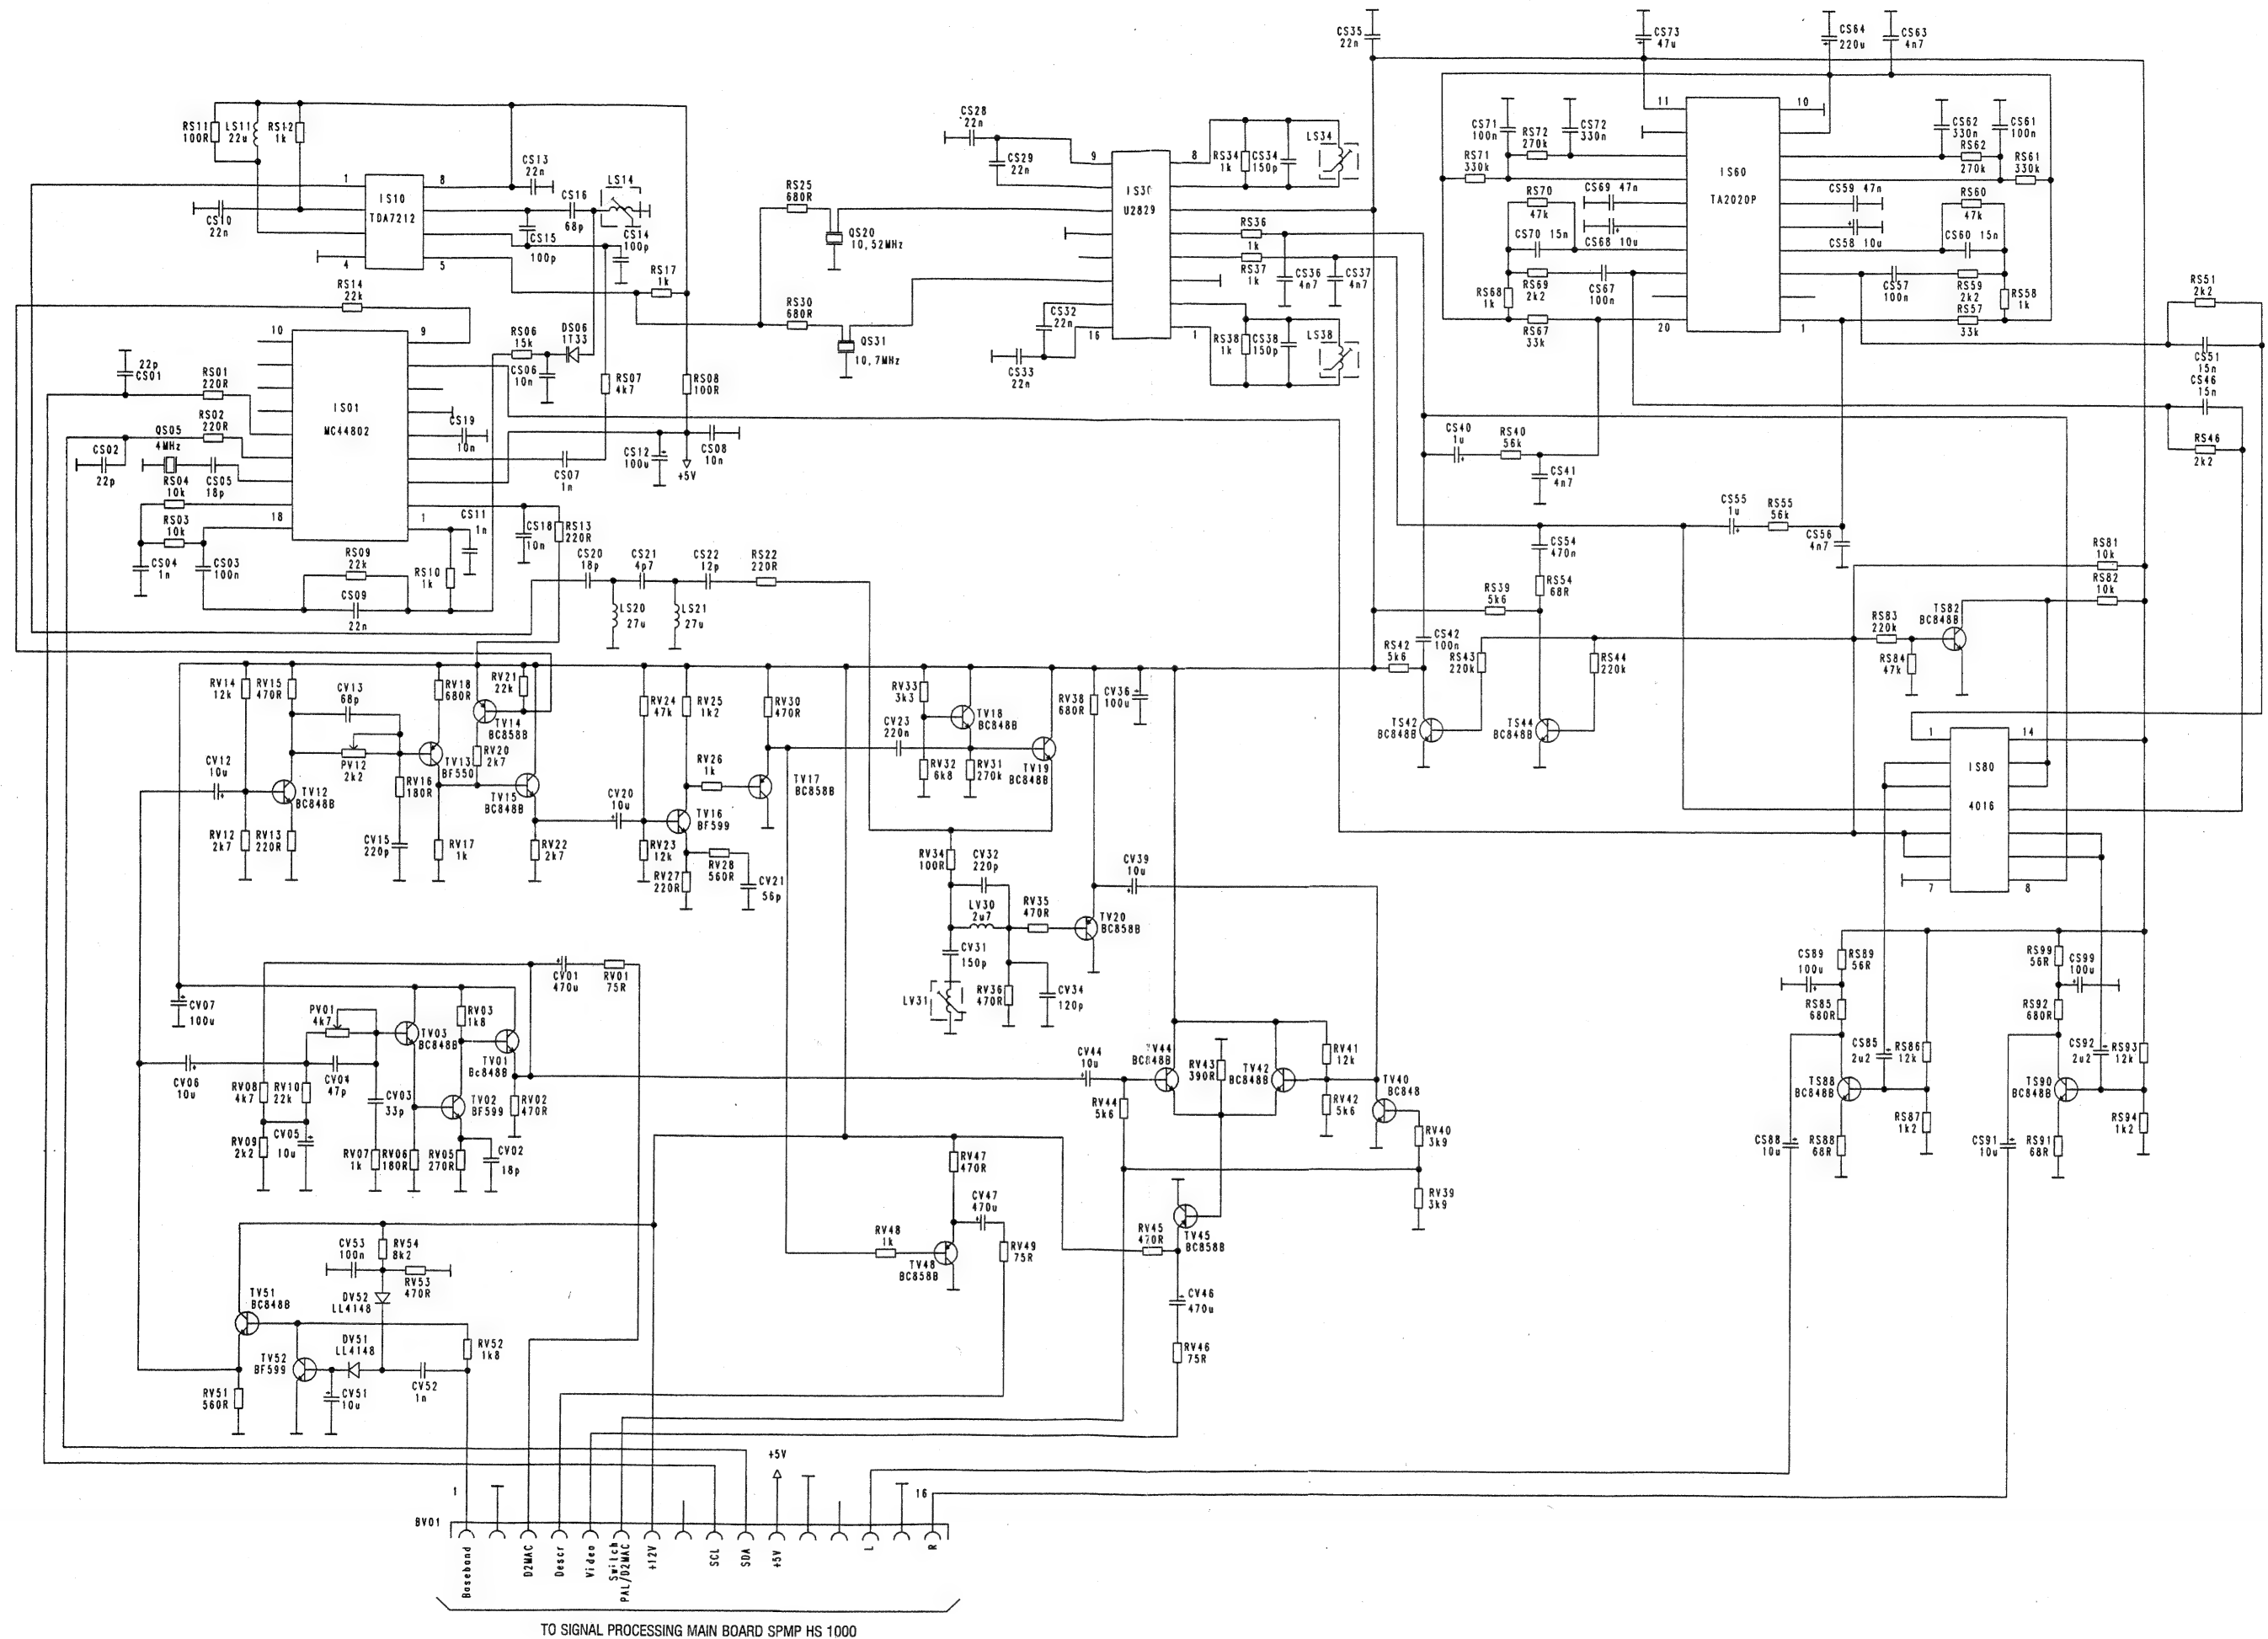 CS35
22n
CS73
47u
CS64
220u
CS63
4n7
RS11
100R
LS11
22u
RS12
1k
CS13
22n
1
8
IS10
TDA7212
CS10
22n
4
5
CS16
68p
LS14
CS14
100p
CS15
100p
RS17
1k
RS14
22k
10
9
IS01
MC44802
22p
CS01
RS01
220R
RS02
220R
QS05
4MHz
CS02
22p
CS05
18p
RS04
10k
RS03
10k
18
1
CS04
1n
CS03
100n
RS09
22k
CS09
22n
RS10
1k
CS11
1n
CS18
10n
RS13
220R
CS19
10n
RS06
15k
DS06
1T33
CS06
10n
RS07
4k7
RS08
100R
CS12
100u
CS08
10n
+5V
CS07
1n
CS20
18p
CS21
4p7
CS22
12p
RS22
220R
LS20
27u
LS21
27u
RS25
680R
QS20
10,52MHz
RS30
680R
QS31
10,7MHz
CS28
22n
CS29
22n
9
8
IS30
U2829
16
1
CS32
22n
CS33
22n
RS34
1k
CS34
150p
LS34
RS36
1k
RS37
1k
CS36
4n7
CS37
4n7
RS38
1k
CS38
150p
LS38
11
10
IS60
TA2020P
20
1
CS71
100n
RS72
270k
CS72
330n
RS71
330k
RS70
47k
CS69 47n
CS68 10u
CS70 15n
RS69
2k2
CS67
100n
RS68
1k
RS67
33k
CS62
330n
CS61
100n
RS62
270k
RS61
330k
CS59 47n
CS58 10u
RS60
47k
CS60 15n
CS57
100n
RS59
2k2
RS58
1k
RS57
33k
RS51
2k2
CS51
15n
CS46
15n
RS46
2k2
CS40
1u
RS40
56k
CS41
4n7
CS55
1u
RS55
56k
CS56
4n7
CS54
470n
RS54
68R
RS39
5k6
RS42
5k6
CS42
100n
RS43
220k
RS44
220k
TS42
BC848B
TS44
BC848B
RS81
10k
RS82
10k
TS82
BC848B
RS83
220k
RS84
47k
1
14
IS80
4016
7
8
RV14
12k
RV15
470R
CV13
68p
RV18
680R
RV21
22k
TV14
BC858B
RV20
2k7
CV12
10u
TV12
BC848B
PV12
2k2
RV16
180R
TV13
BF550
TV15
BC848B
RV12
2k7
RV13
220R
CV15
220p
RV17
1k
RV22
2k7
CV20
10u
RV24
47k
RV25
1k2
RV26
1k
RV30
470R
TV17
BC858B
TV16
BF599
RV23
12k
RV27
220R
RV28
560R
CV21
56p
CV23
220n
RV33
3k3
TV18
BC848B
RV32
6k8
RV31
270k
TV19
BC848B
RV38
680R
CV36
100u
RV34
100R
CV32
220p
LV30
2u7
RV35
470R
TV20
BC858B
CV39
10u
CV31
150p
LV31
RV36
470R
CV34
120p
CV01
470u
RV01
75R
CV07
100u
PV01
4k7
TV03
BC848B
RV03
1k8
TV01
Bc848B
CV06
10u
RV08
4k7
RV10
22k
CV04
47p
CV03
33p
TV02
BF599
RV02
470R
RV09
2k2
CV05
10u
RV07
1k
RV06
180R
RV05
270R
CV02
18p
CV44
10u
TV44
BC848B
RV43
390R
TV42
BC848B
RV41
12k
TV40
BC848
RV44
5k6
RV42
5k6
RV40
3k9
RV39
3k9
RV47
470R
CV47
470u
RV48
1k
TV48
BC858B
RV49
75R
RV45
470R
TV45
BC858B
CV46
470u
RV46
75R
CS89
100u
RS89
56R
RS85
680R
CS85
2u2
RS86
12k
TS88
BC848B
RS87
1k2
CS88
10u
RS88
68R
RS99
56R
CS99
100u
RS92
680R
CS92
2u2
RS93
12k
TS90
BC848B
RS94
1k2
CS91
10u
RS91
68R
CV53
100n
RV54
8k2
RV53
470R
DV52
LL4148
TV51
BC848B
TV52
BF599
DV51
LL4148
RV52
1k8
RV51
560R
CV51
10u
CV52
1n
+5V
1
16
BV01
Baseband
D2MAC
Descr
Video
Switch
PAL/D2MAC
+12V
SCL
SDA
+5V
L
R
TO SIGNAL PROCESSING MAIN BOARD SPMP HS 1000